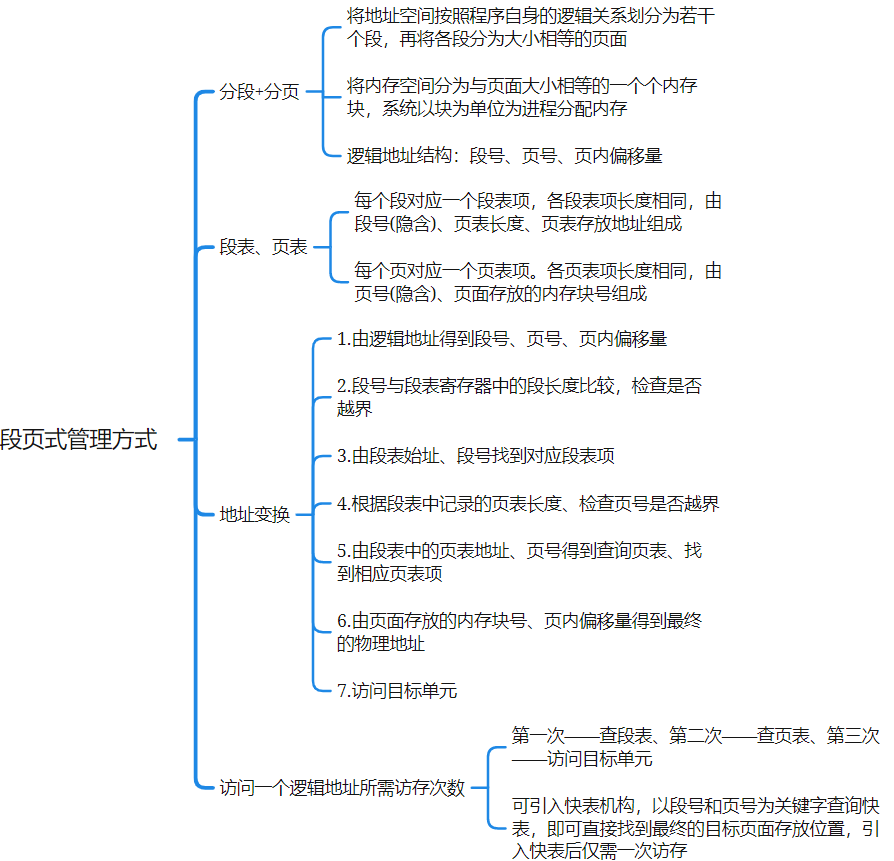 将地址空间按照程序自身的逻辑关系划分为若干
个段，再将各段分为大小相等的页面
分段+分页
将内存空间分为与页面大小相等的一个个内存
块，系统以块为单位为进程分配内存
逻辑地址结构：段号、页号、页内偏移量
每个段对应一个段表项，各段表项长度相同，由
段号(隐含)、页表长度、页表存放地址组成
段表、页表
每个页对应一个页表项。各页表项长度相同，由
页号(隐含)、页面存放的内存块号组成
1.由逻辑地址得到段号、页号、页内偏移量
2.段号与段表寄存器中的段长度比较，检查是否
越界
段页式管理方式
3.由段表始址、段号找到对应段表项
4.根据段表中记录的页表长度、检查页号是否越界
地址变换
5.由段表中的页表地址、页号得到查询页表、找
到相应页表项
6.由页面存放的内存块号、页内偏移量得到最终
的物理地址
7.访问目标单元
第一次——查段表、第二次——查页表、第三次
——访问目标单元
访问一个逻辑地址所需访存次数
可引入快表机构，以段号和页号为关键字查询快
表，即可直接找到最终的目标页面存放位置，引
入快表后仅需一次访存